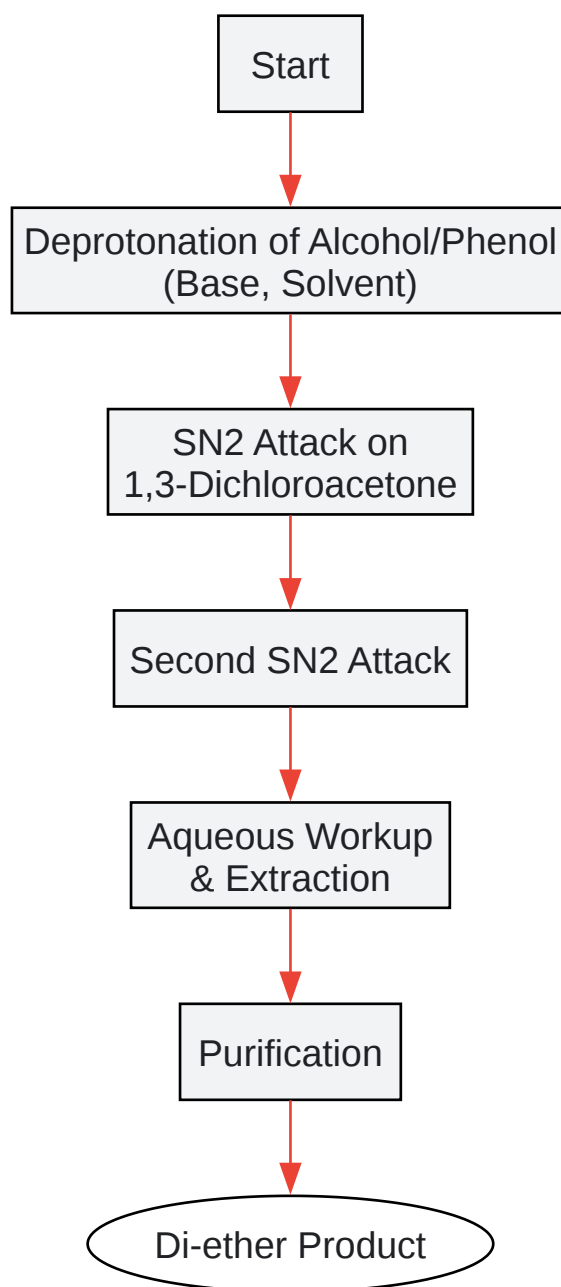 Start
Deprotonation of Alcohol/Phenol
(Base, Solvent)
SN2 Attack on
1,3-Dichloroacetone
Second SN2 Attack
Aqueous Workup
& Extraction
Purification
Di-ether Product